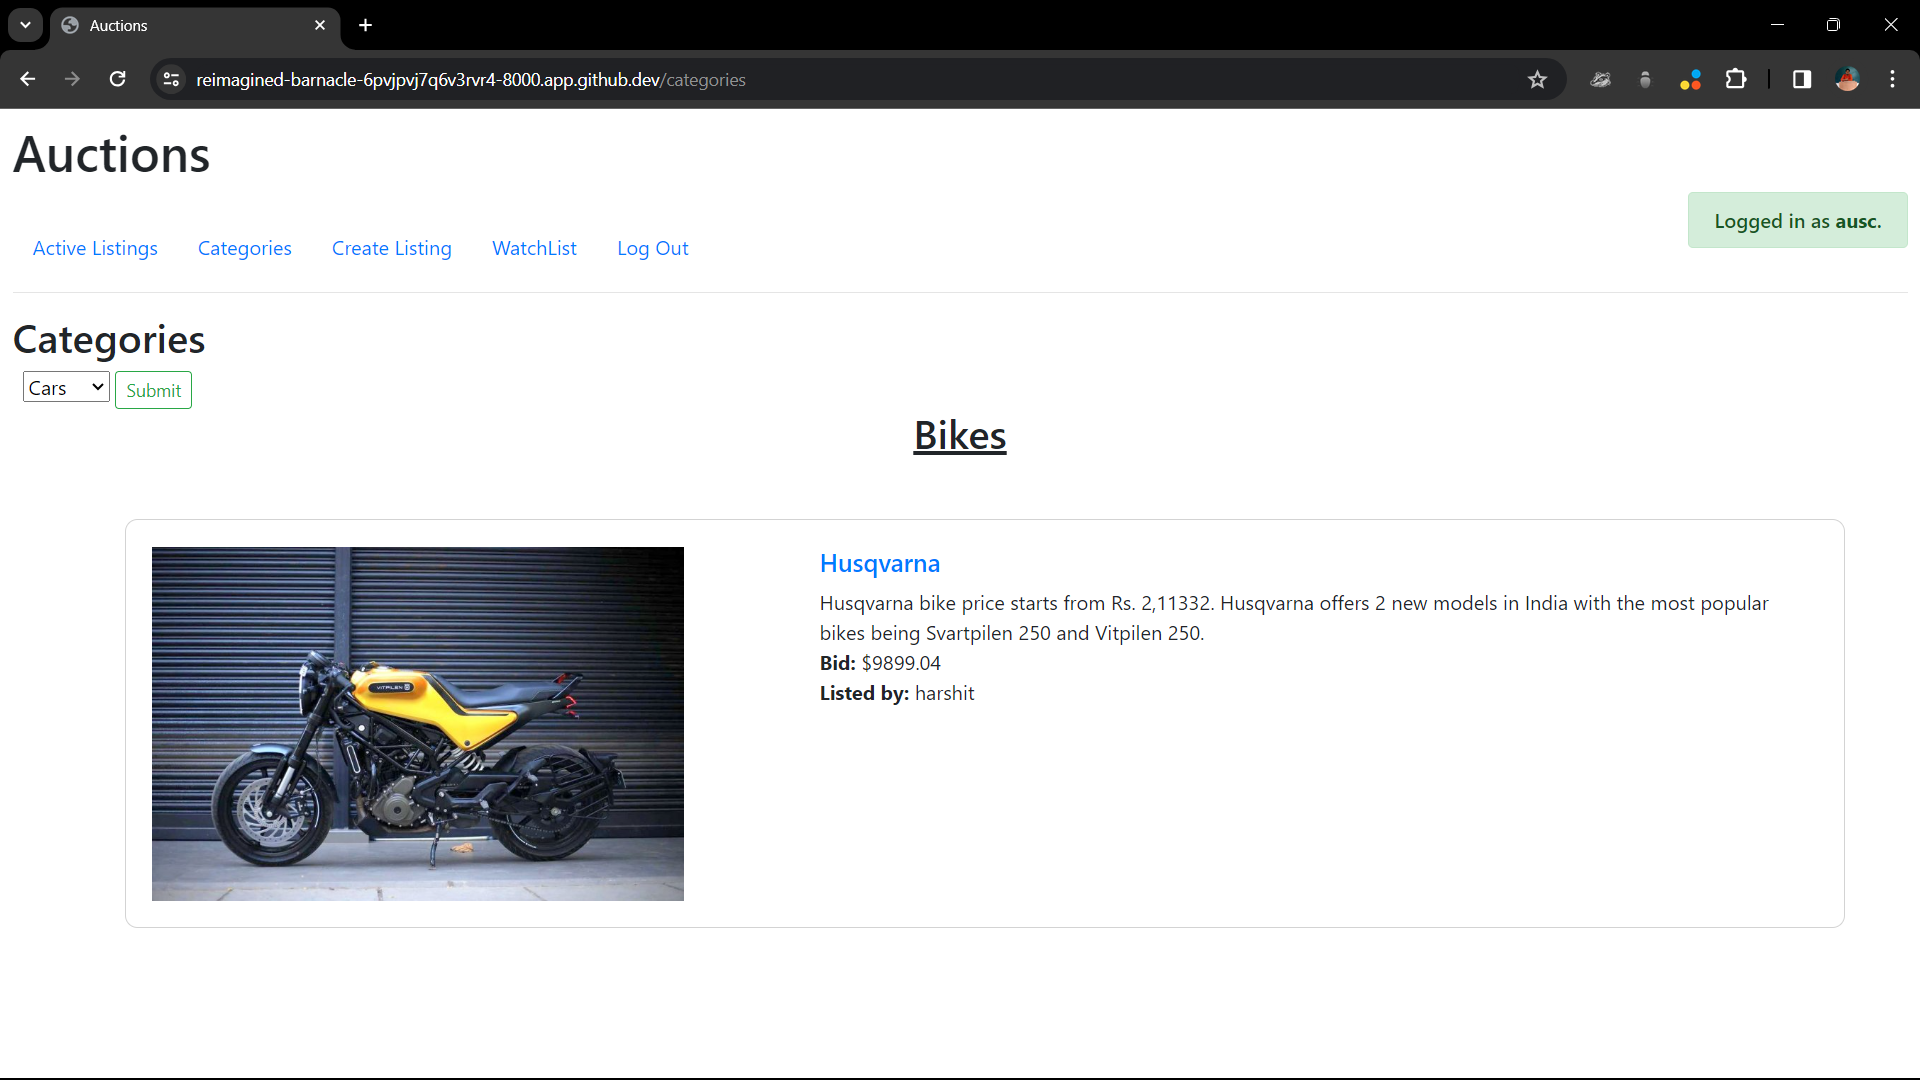 Auctions
reimagined-barnacle-6pvjpvj7q6v3rvr4-8000.app.github.dev/categories
Auctions
Logged in as ausc.
Active Listings Categories Create Listing WatchList Log Out
Categories
Cars Submit
Bikes
VITPILEN
Husqvarna
Husqvarna bike price starts from Rs. 2,11332. Husqvarna offers 2 new models in India with the most popular
bikes being Svartpilen 250 and Vitpilen 250.
Bid: $9899.04
Listed by: harshit